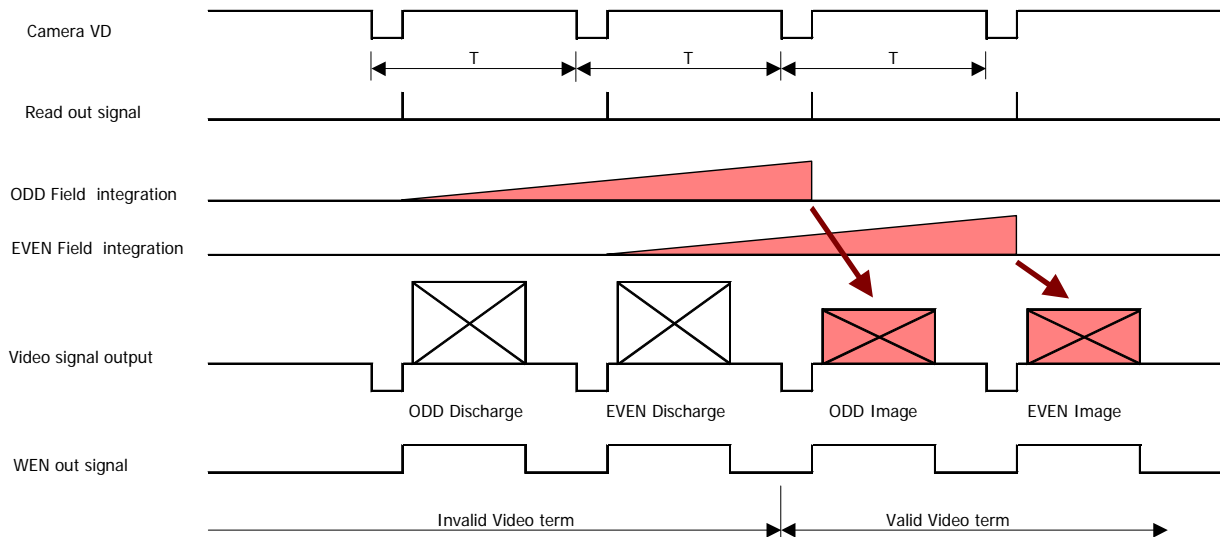 Camera VD
T T T
Read out signal
ODD Field integration
EVEN Field integration
Video signal output
ODD Discharge EVEN Discharge ODD Image EVEN Image
WEN out signal
Invalid Video term Valid Video term